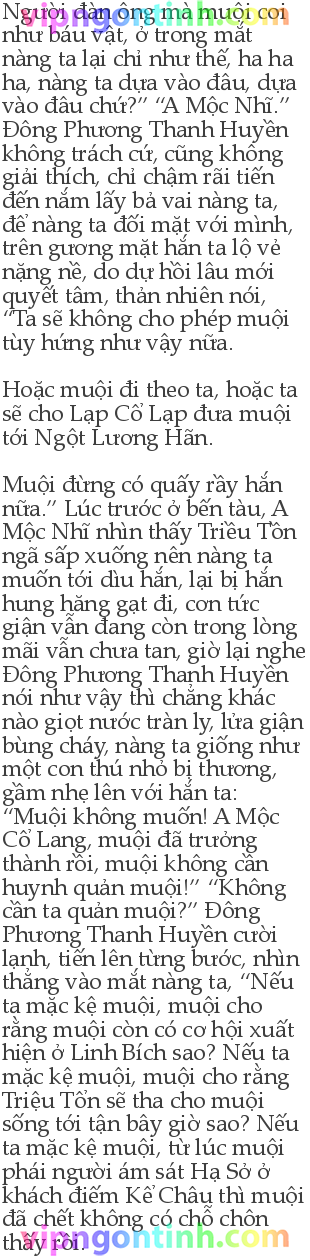 Người đàn ông mà muội coi
như báu vật, ở trong mắt
nàng ta lại chỉ như thế, ha ha
ha, nàng ta dựa vào đâu, dựa
vào đâu chứ?” “A Mộc Nhĩ.”
Đông Phương Thanh Huyền
không trách cứ, cũng không
giải thích, chỉ chậm rãi tiến
đến nắm lấy bả vai nàng ta,
để nàng ta đối mặt với mình,
trên gương mặt hắn ta lộ vẻ
nặng nề, do dự hồi lâu mới
quyết tâm, thản nhiên nói,
“Ta sẽ không cho phép muội
tùy hứng như vậy nữa.
Hoặc muội đi theo ta, hoặc ta
sẽ cho Lạp Cổ Lạp đưa muội
tới Ngột Lương Hãn.
Muội đừng có quấy rầy hắn
nữa.” Lúc trước ở bến tàu, A
Mộc Nhĩ nhìn thấy Triều Tôn
ngã sấp xuống nên nàng ta
muốn tới dìu hắn, lại bị hắn
hung hăng gạt đi, cơn tức
giận vẫn đang còn trong lòng
mãi vẫn chưa tan, giờ lại nghe
Đông Phương Thanh Huyền
nói như vậy thì chẳng khác
nào giọt nước tràn ly, lửa giận
bùng cháy, nàng ta giống như
một con thú nhỏ bị thương,
gầm nhẹ lên với hắn ta:
“Muội không muốn! A Mộc
Cổ Lang, muội đã trưởng
thành rồi, muội không cần
huynh quản muội!” “Không
cần ta quản muội?” Đông
Phương Thanh Huyền cười
lạnh, tiến lên từng bước, nhìn
thẳng vào mắt nàng ta, “Nếu
ta mặc kệ muội, muội cho
rằng muội còn có cơ hội xuất
hiện ở Linh Bích sao? Nếu ta
mặc kệ muội, muội cho rằng
Triệu Tổn sẽ tha cho muội
sống tới tận bây giờ sao? Nếu
ta mặc kệ muội, từ lúc muội
phái người ám sát Hạ Sở ở
khách điếm Kế Châu thì muội
đã chết không có chỗ chôn
thây rồi.
vipngontinh.com
vipngontinh.com